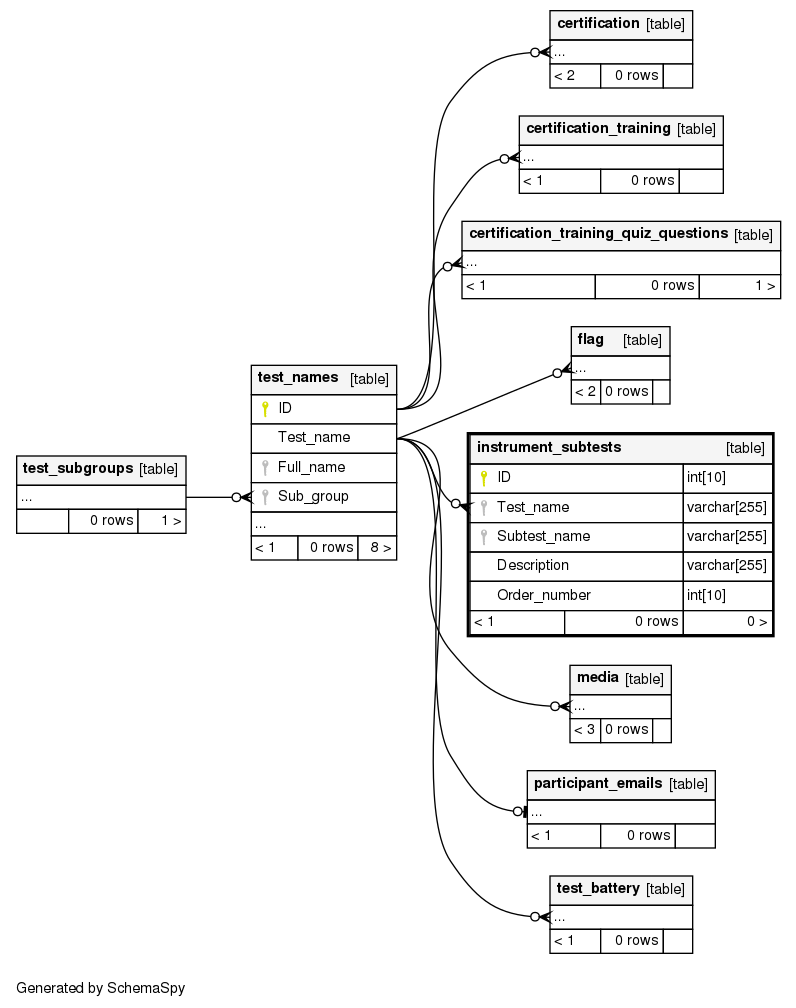 certification [table]
...
< 2 0 rows
certification_training [table]
...
< 1 0 rows
certification_training_quiz_questions [table]
...
< 1 0 rows 1 >
flag [table]
...
< 2 0 rows
test_names [table]
ID
Test_name
Full_name
Sub_group
...
< 1 0 rows 8 >
test_subgroups [table]
...
0 rows 1 >
instrument_subtests [table]
ID int[10]
Test_name varchar[255]
Subtest_name varchar[255]
Description varchar[255]
Order_number int[10]
< 1 0 rows 0 >
media [table]
...
< 3 0 rows
participant_emails [table]
...
< 1 0 rows
test_battery [table]
...
< 1 0 rows
Generated by SchemaSpy